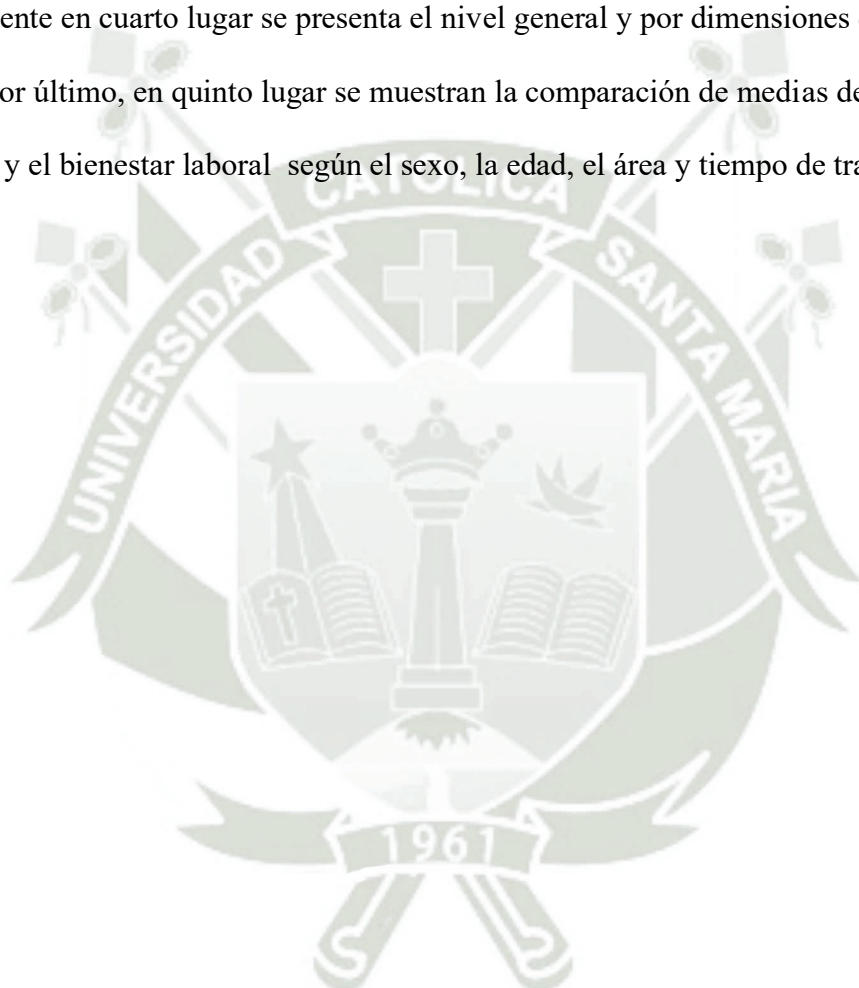 ente en cuarto lugar se presenta el nivel general y por dimensiones
or último, en quinto lugar se muestran la comparación de medias de
y el bienestar laboral según el sexo, la edad, el área y tiempo de tra
UNIVERSIDAD CATOLICA SANTA MARIA
1961